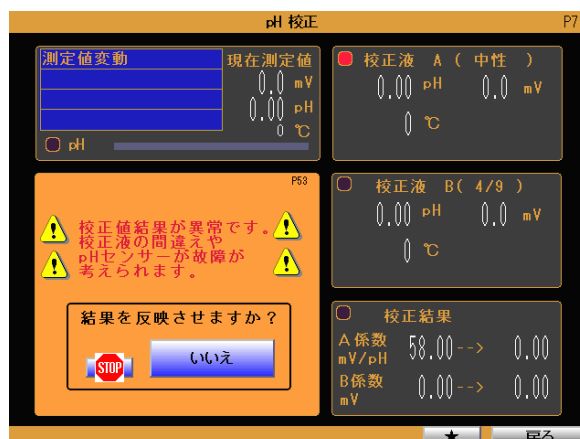 pH 校正
P7
測定値変動
現在測定値
0.0 mV
0.00 pH
0 ℃
pH
校正液 A ( 中性 )
0.00 pH 0.0 mV
0 ℃
P53
校正値結果が異常です。
校正液の間違えや
pHセンサーが故障が
考えられます。
結果を反映させますか？
STOP
いいえ
校正液 B( 4/9 )
0.00 pH 0.0 mV
0 ℃
校正結果
A係数
mV/pH
58.00--> 0.00
B係数
mV
0.00--> 0.00
★
戻る